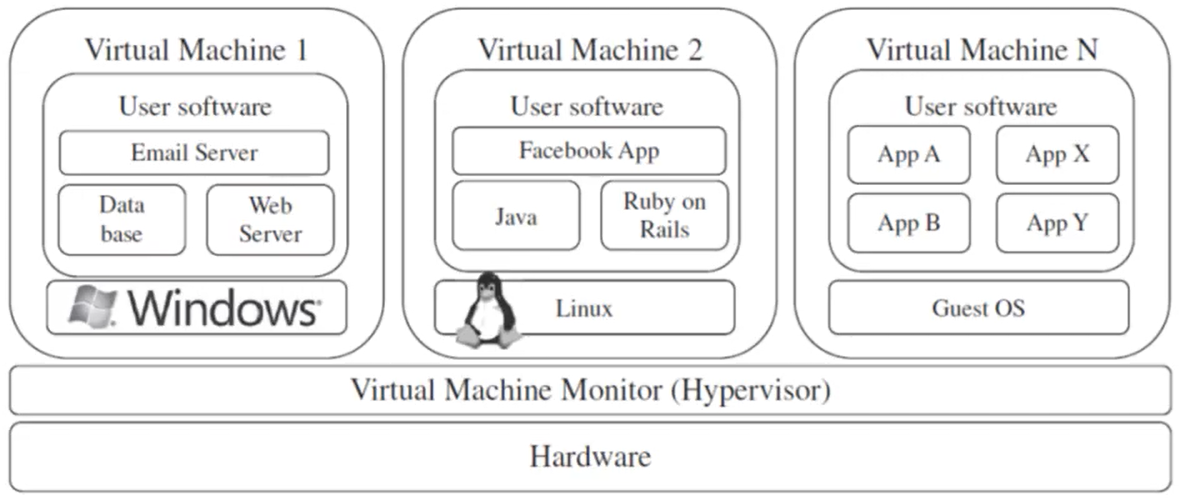 Virtual Machine 1
User software
Email Server
Data
base
Web
Server
Windows
Virtual Machine 2
User software
Facebook App
Java
Ruby on
Rails
Linux
Virtual Machine N
User software
App A
App X
App B
App Y
Guest OS
Virtual Machine Monitor (Hypervisor)
Hardware